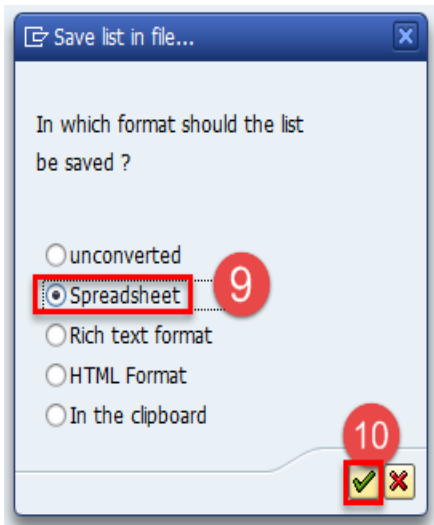 Save list in file...
In which format should the list
be saved ?
unconverted
Spreadsheet
9
Rich text format
HTML Format
In the clipboard
10